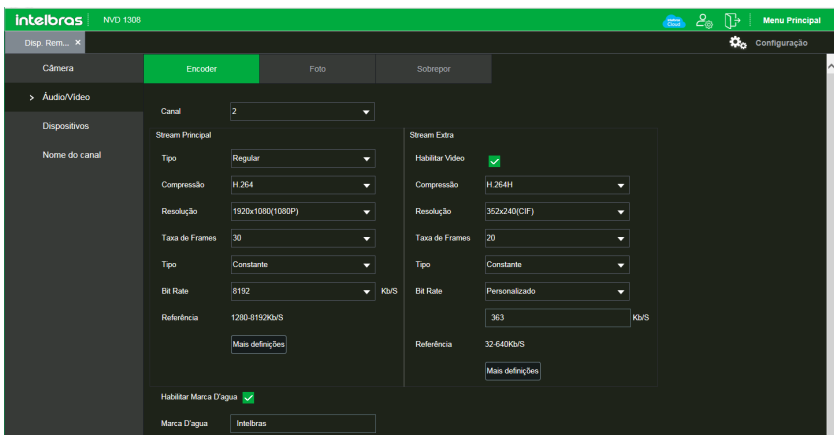 intelbras NVD 1308 intelbras Cloud Menu Principal
Disp. Rem... × Configuração
Câmera
Áudio/Video
Dispositivos
Nome do canal
Encoder Foto Sobrepor
Canal 2
Stream Principal
Tipo Regular
Compressão H.264
Resolução 1920x1080(1080P)
Taxa de Frames 30
Tipo Constante
Bit Rate 8192 Kb/S
Referência 1280-8192Kb/S
Mais definições
Stream Extra
Habilitar Video
Compressão H.264H
Resolução 352x240(CIF)
Taxa de Frames 20
Tipo Constante
Bit Rate Personalizado
363 Kb/S
Referência 32-640Kb/S
Mais definições
Habilitar Marca D'agua
Marca D'agua Intelbras